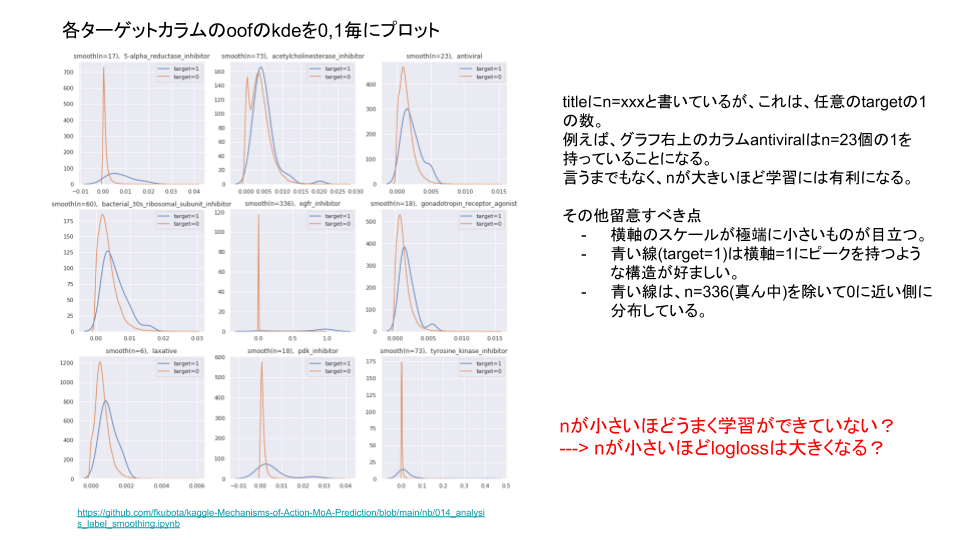 各ターゲットカラムのoofのkdeを0,1毎にプロット
smooth(n=17), 5-alpha_reductase_inhibitor
target=1
target=0
700
600
500
400
300
200
100
0
−0.01 0.00 0.01 0.02 0.03 0.04
smooth(n=73), acetylcholinesterase_inhibitor
target=1
target=0
160
140
120
100
80
60
40
20
0
0.000 0.005 0.010 0.015 0.020 0.025 0.030
smooth(n=23), antiviral
target=1
target=0
400
300
200
100
0
0.000 0.005 0.010 0.015
smooth(n=60), bacterial_30s_ribosomal_subunit_inhibitor
target=1
target=0
175
150
125
100
75
50
25
0
0.00 0.01 0.02 0.03
smooth(n=336), egfr_inhibitor
target=1
target=0
120
100
80
60
40
20
0
0.0 0.5 1.0
smooth(n=18), gonadotropin_receptor_agonist
target=1
target=0
500
400
300
200
100
0
0.000 0.005 0.010 0.015
smooth(n=6), laxative
target=1
target=0
1200
1000
800
600
400
200
0
0.000 0.002 0.004 0.006
smooth(n=18), pdk_inhibitor
target=1
target=0
600
500
400
300
200
100
0
−0.01 0.00 0.01 0.02 0.03 0.04
smooth(n=73), tyrosine_kinase_inhibitor
target=1
target=0
175
150
125
100
75
50
25
0
0.0 0.1 0.2 0.3 0.4 0.5
https://github.com/fkubota/kaggle-Mechanisms-of-Action-MoA-Prediction/blob/main/nb/014_analysi
s_label_smoothing.ipynb
titleにn=xxxと書いているが、これは、任意のtargetの1
の数。
例えば、グラフ右上のカラムantiviralはn=23個の1を
持っていることになる。
言うまでもなく、nが大きいほど学習には有利になる。
その他留意すべき点
- 横軸のスケールが極端に小さいものが目立つ。
- 青い線(target=1)は横軸=1にピークを持つよう
な構造が好ましい。
- 青い線は、n=336(真ん中)を除いて0に近い側に
分布している。
nが小さいほどうまく学習ができていない？
---> nが小さいほどloglossは大きくなる？